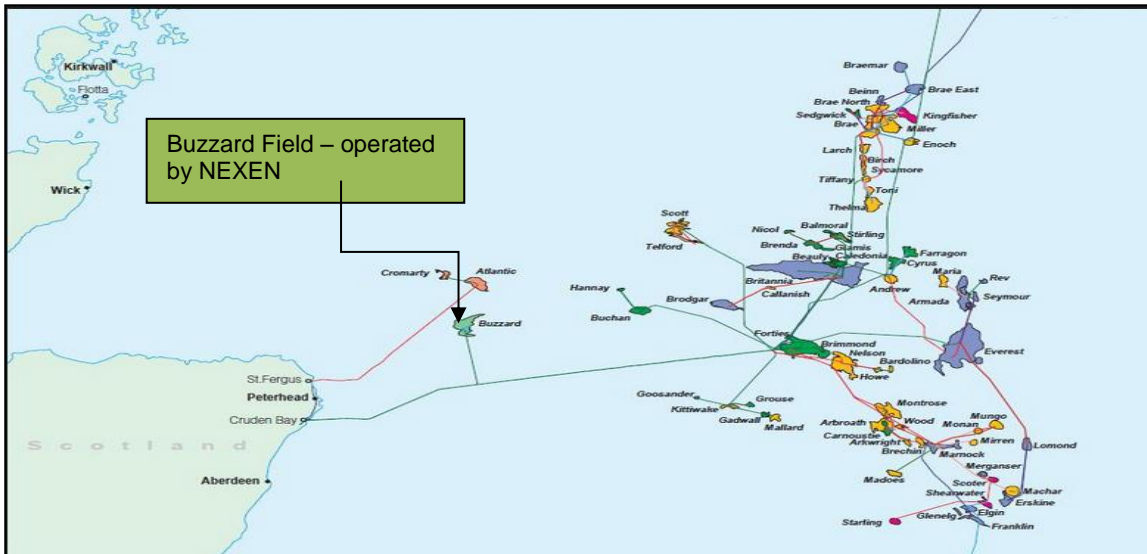 Kirkwall
Flotta
Wick
Buzzard Field – operated
by NEXEN
Braemar
Beinn
Brae East
Brae North
Sedgwick
Kingfisher
Brae
Miller
Enoch
Larch
Birch
Sycamore
Tiffany
Toni
Thelma
Scott
Telford
Nicol
Balmoral
Stirling
Brenda
Glamis
Beauly
Caledonia
Farragon
Cyrus
Cromarty
Atlantic
Maria
Rev
Britannia
Andrew
Hannay
Brodgar
Callanish
Armada
Seymour
Buchan
Buzzard
Forties
Brimmond
Nelson
Everest
Bardolino
Howe
St.Fergus
Peterhead
Cruden Bay
Goosander
Grouse
Kittiwake
Gadwall
Mallard
Montrose
Arbroath
Wood
Mungo
Carnoustie
Monan
Arkwright
Mirren
Scotland
Brechin
Marnock
Lomond
Merganser
Madoes
Scoter
Aberdeen
Shearwater
Machar
Erskine
Starling
Glenelg
Elgin
Franklin